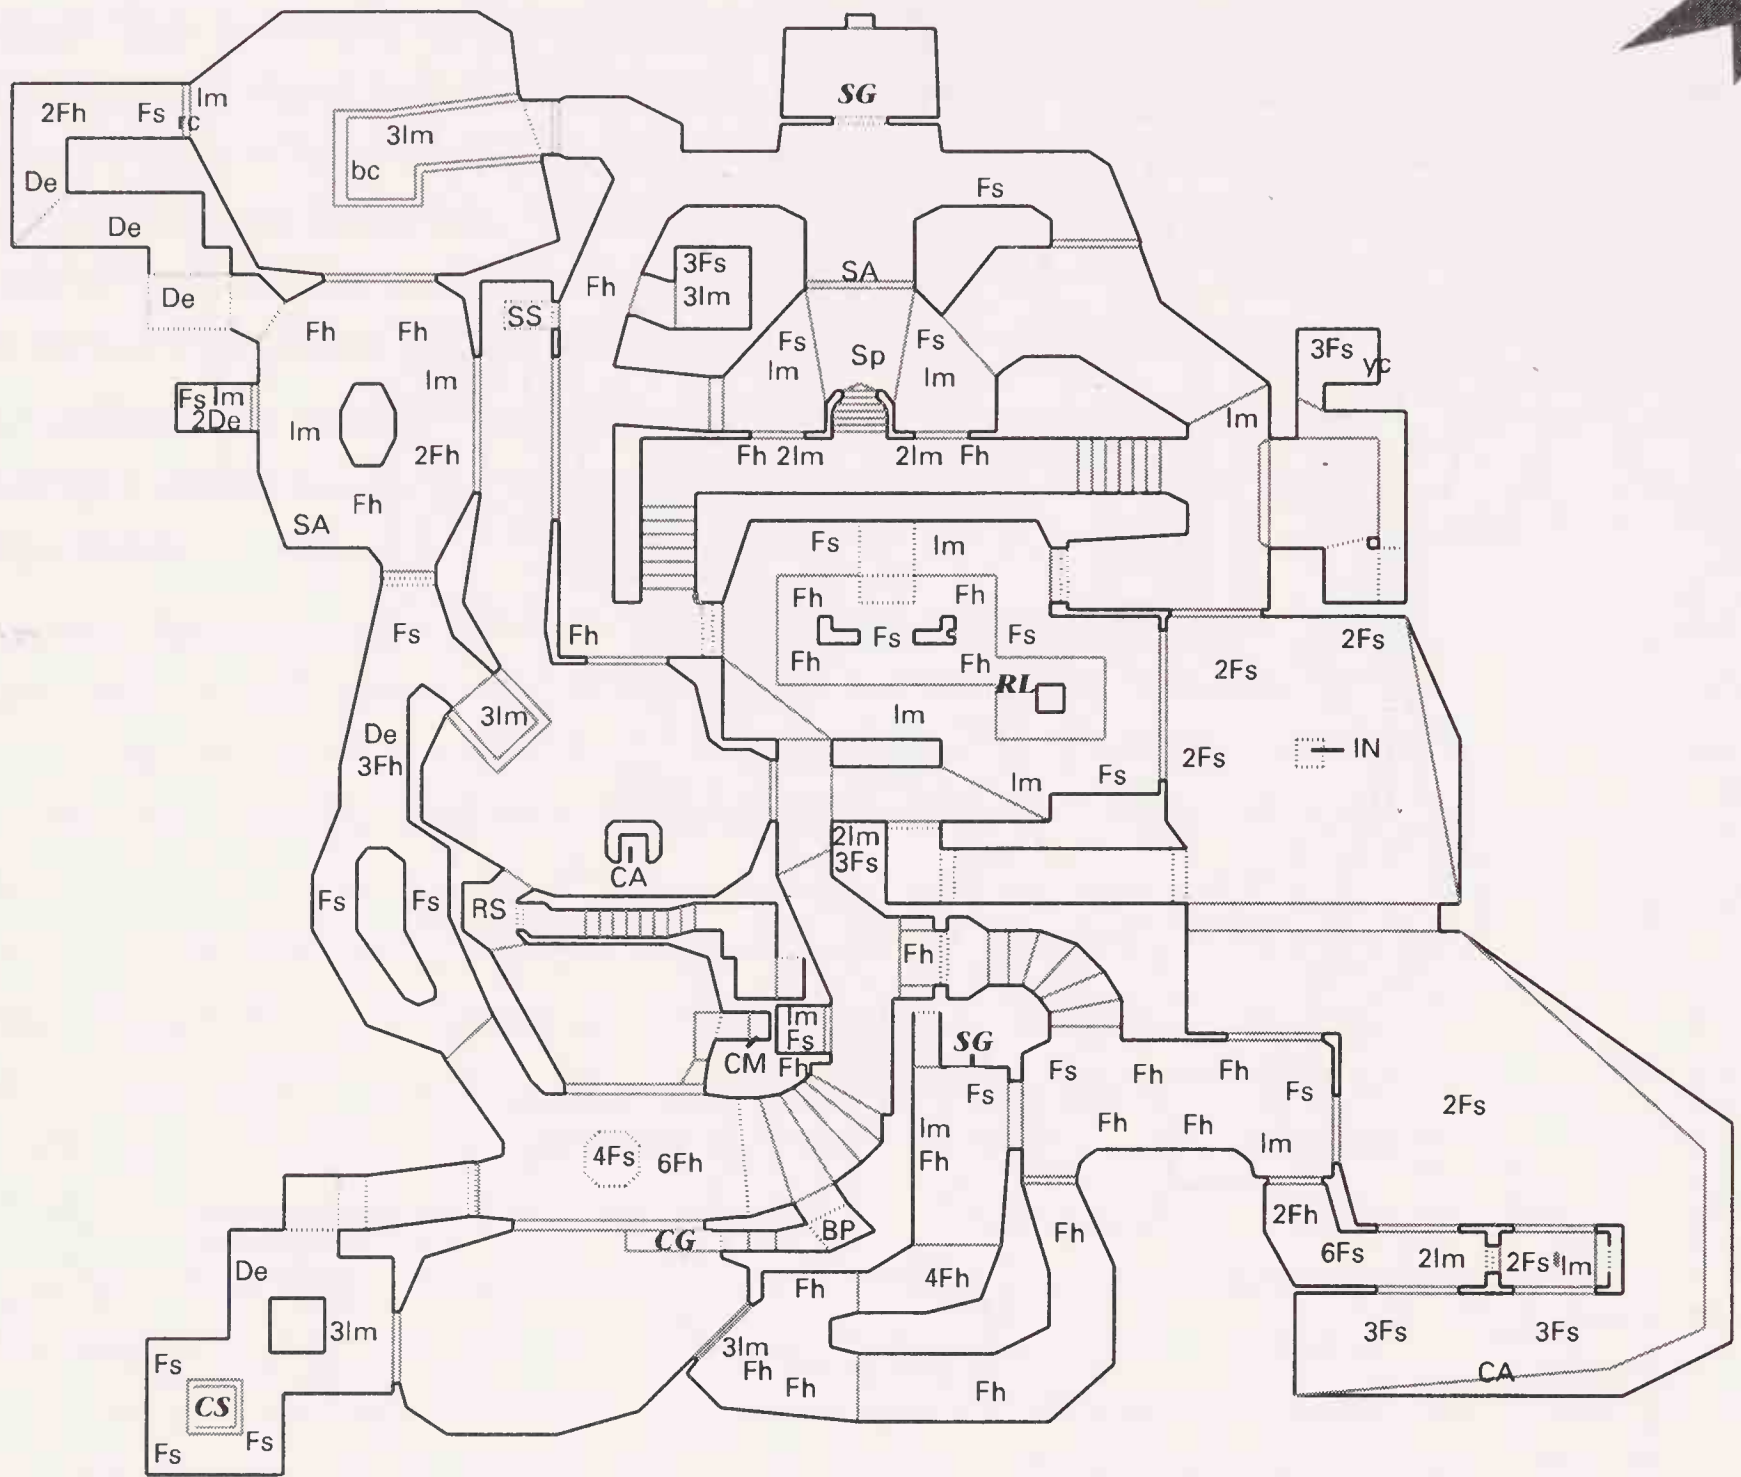 SG
2Fh Fs Im
rc
3Im
bc
De
De
Fs
3Fs
3Im
SA
Fh
De
SS
Fh Fh
Fs
Im
Sp
Fs
Im
3Fs
yc
Im
Fs Im
2De
Im
2Fh
Im
Fh 2Im
2Im Fh
Fh
SA
Fs
Im
Fh
Fh
Fs
Fh
Fs
Fs
2Fs
Fh
Fh
2Fs
RL
3Im
Im
De
3Fh
2Fs
IN
Im
Fs
2Im
3Fs
CA
Fs
Fs
RS
Fh
Im
Fs
CM
Fh
SG
Fs
Fs
Fh
Fh
Fs
2Fs
Im
Fh
Fh
Fh
Im
4Fs
6Fh
2Fh
BP
Fh
CG
6Fs
2Im
2Fs
Im
De
Fh
4Fh
3Im
3Im
Fh
3Fs
3Fs
Fs
CA
Fh
Fh
CS
Fs
Fs